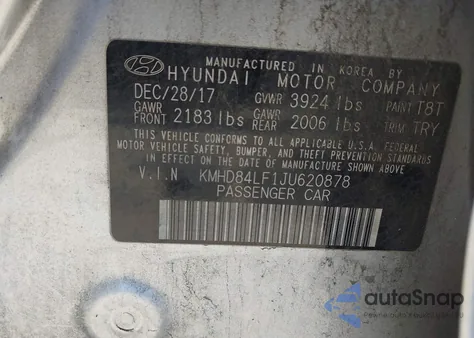 MANUFACTURED IN KOREA BY
HYUNDAI MOTOR COMPANY
DEC/28/17 GVWR 3924 lbs PAINT T8T
GAWR FRONT 2183 lbs GAWR REAR 2006 lbs TRIM TRY
THIS VEHICLE CONFORMS TO ALL APPLICABLE U.S.A. FEDERAL
MOTOR VEHICLE SAFETY, BUMPER, AND THEFT PREVENTION STANDARDS
IN EFFECT ON THE DATE OF MANUFACTURE SHOWN ABOVE
V.I.N KMHD84LF1JU620878
PASSENGER CAR
autoSnap